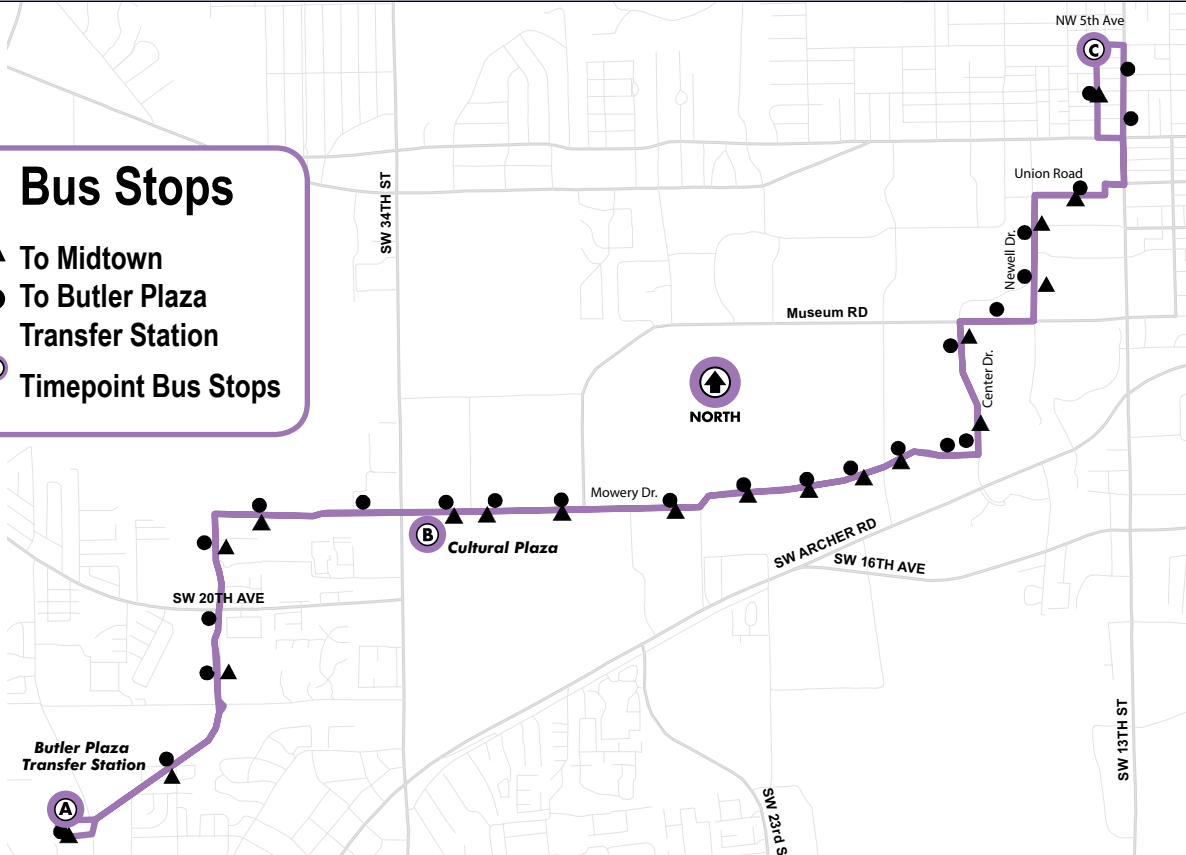 NW 5th Ave
C
Bus Stops
To Midtown
To Butler Plaza
Transfer Station
Timepoint Bus Stops
SW 34TH ST
Union Road
Newell Dr.
Museum RD
Center Dr.
NORTH
Mowery Dr.
B
Cultural Plaza
SW ARCHER RD
SW 16TH AVE
SW 20TH AVE
SW 13TH ST
Butler Plaza
Transfer Station
A
SW 23rd S